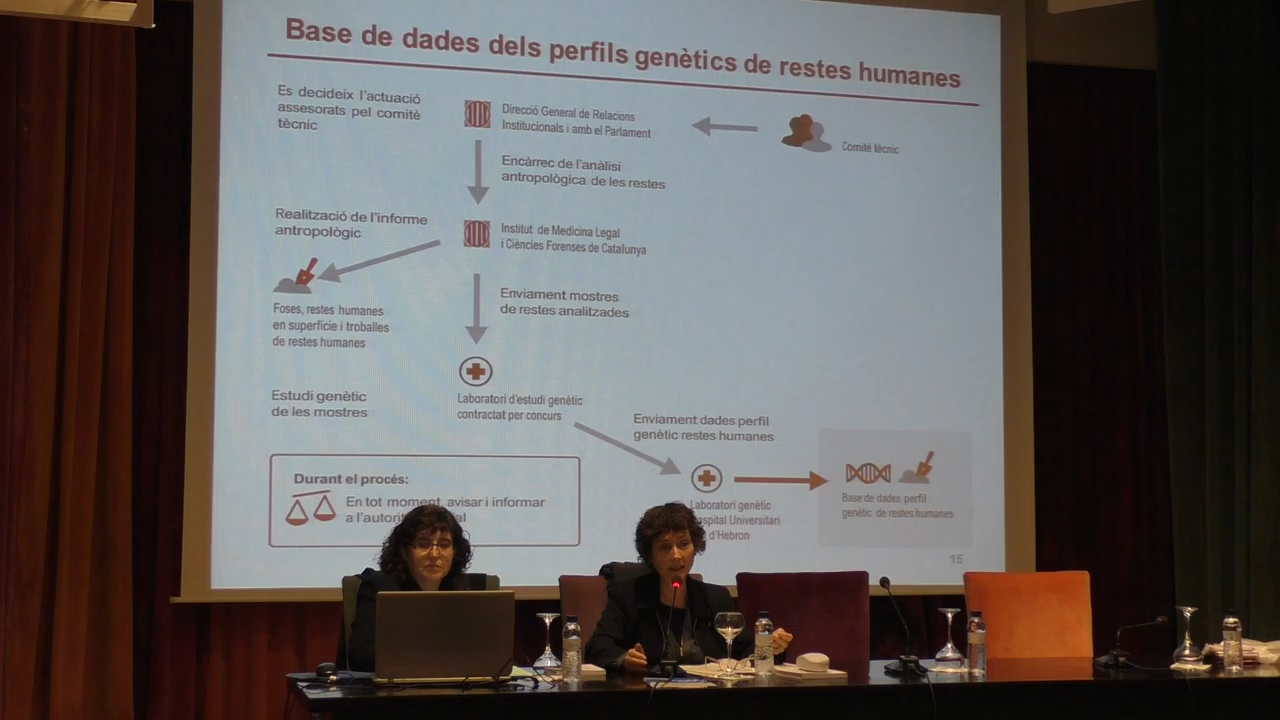 Base de dades dels perfils genètics de restes humanes
Es decideix l'actuació
assesorats pel comitè
tècnic
Direcció General de Relacions
Institucionals i amb el Parlament
Comitè tècnic
Encàrrec de l'anàlisi
antropològica de les restes
Realització de l'informe
antropològic
Institut de Medicina Legal
i Ciències Forenses de Catalunya
Foses, restes humanes
en superfície i troballes
de restes humanes
Enviament mostres
de restes analitzades
Estudi genètic
de les mostres
Laboratori d'estudi genètic
contractat per concurs
Enviament dades perfil
genètic restes humanes
Durant el procés:
En tot moment, avisar i informar
a
Laboratori genètic
Universitari
d'Hebron
Base de dades perfil
genètic de restes humanes
15